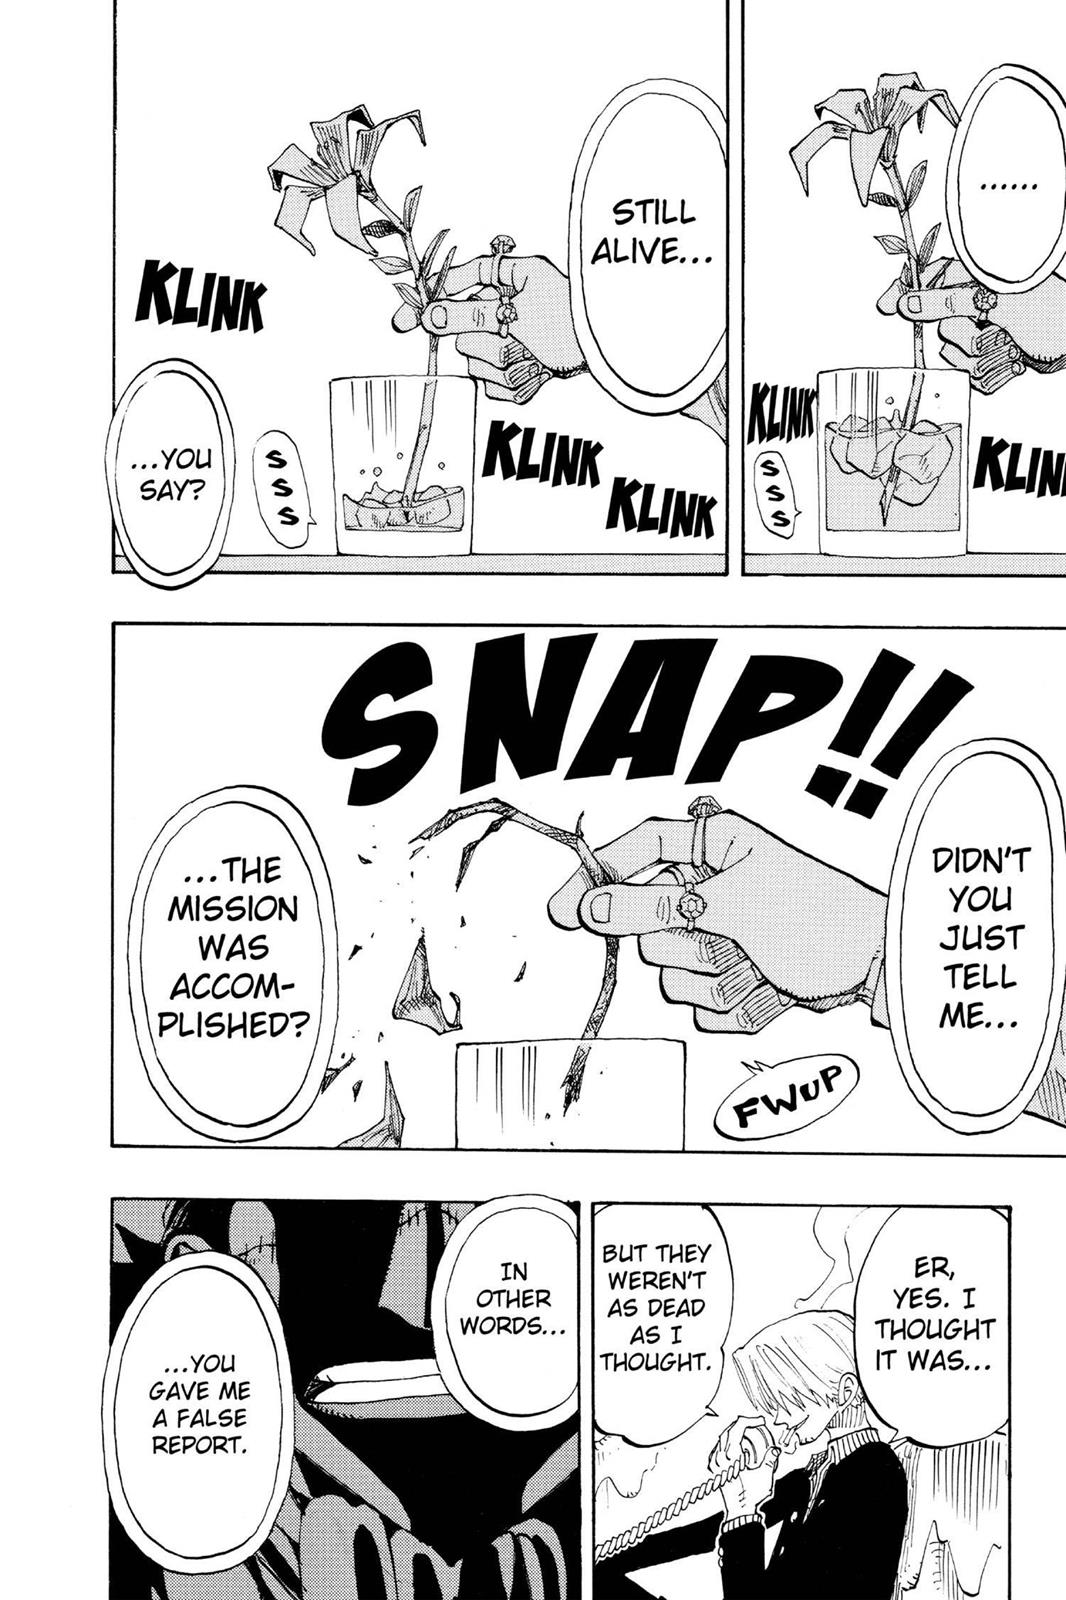 ......
KLINK
SSS
KLINK
STILL
ALIVE...
KLINK
KLINK
KLINK
SSS
...YOU
SAY?
SNAP!!
DIDN'T
YOU
JUST
TELL
ME...
FWUP
...THE
MISSION
WAS
ACCOM-
PLISHED?
ER,
YES. I
THOUGHT
IT WAS...
BUT THEY
WEREN'T
AS DEAD
AS I
THOUGHT.
IN
OTHER
WORDS...
...YOU
GAVE ME
A FALSE
REPORT.